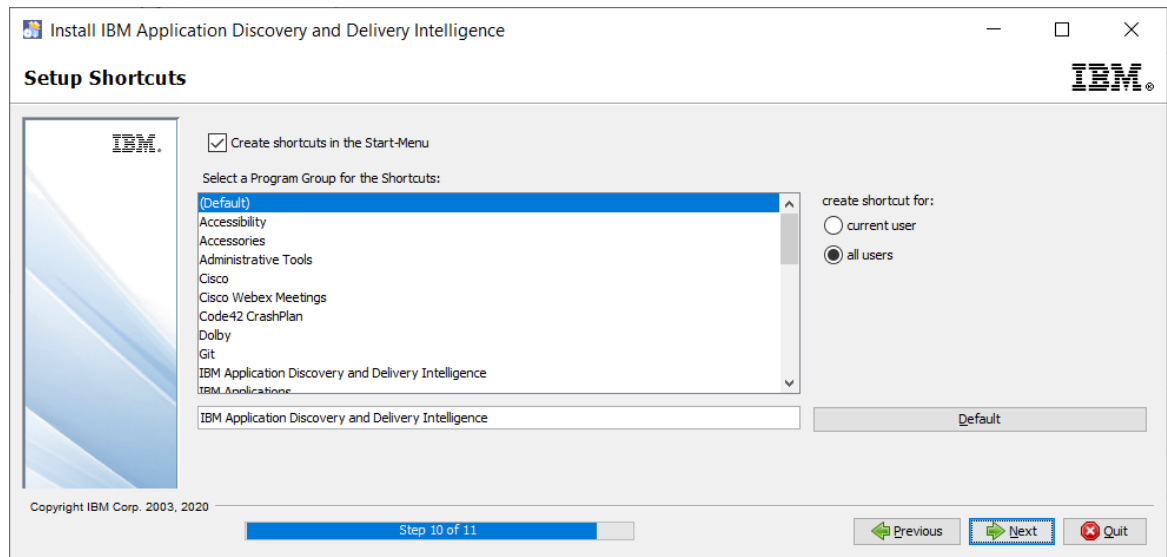 Install IBM Application Discovery and Delivery Intelligence
Setup Shortcuts
IBM®
IBM.
Create shortcuts in the Start-Menu
Select a Program Group for the Shortcuts:
(Default)
Accessibility
Accessories
Administrative Tools
Cisco
Cisco Webex Meetings
Code42 CrashPlan
Dolby
Git
IBM Application Discovery and Delivery Intelligence
IBM Applications
create shortcut for:
current user
all users
IBM Application Discovery and Delivery Intelligence
Default
Copyright IBM Corp. 2003, 2020
Step 10 of 11
Previous
Next
Quit